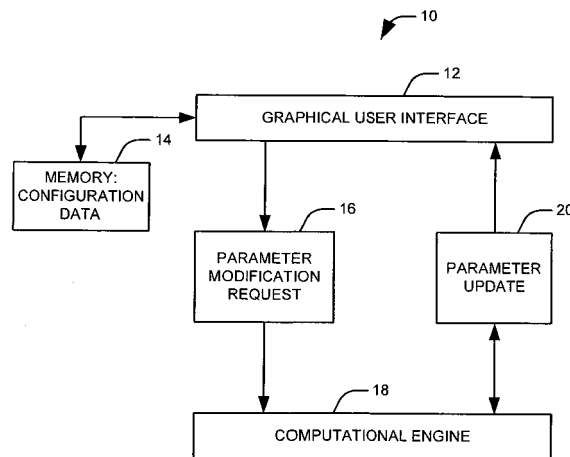 10
12
GRAPHICAL USER INTERFACE
14
MEMORY:
CONFIGURATION
DATA
16
PARAMETER
MODIFICATION
REQUEST
20
PARAMETER
UPDATE
18
COMPUTATIONAL ENGINE